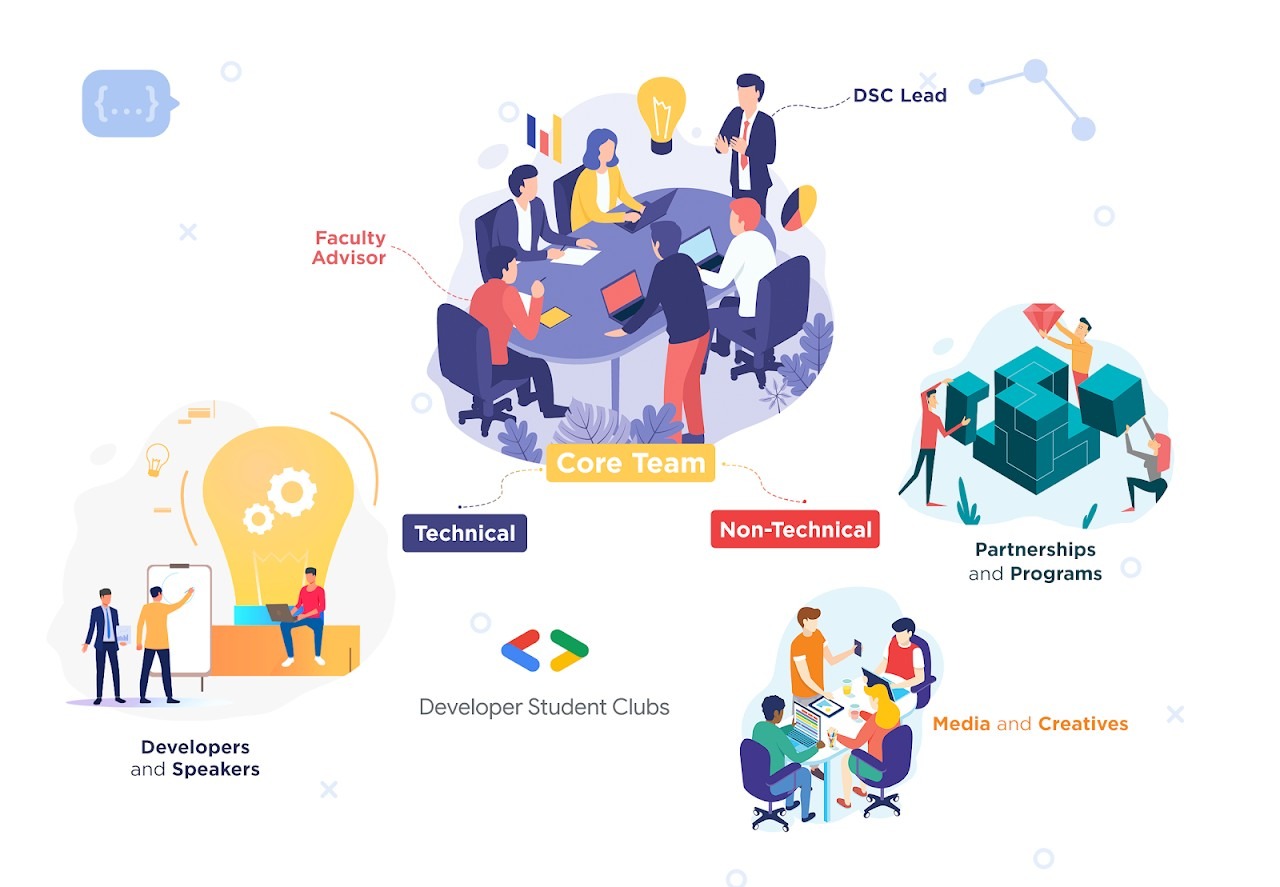 {...}
DSC Lead
Faculty
Advisor
Core Team
Technical
Non-Technical
Partnerships
and Programs
Developer Student Clubs
Media and Creatives
Developers
and Speakers